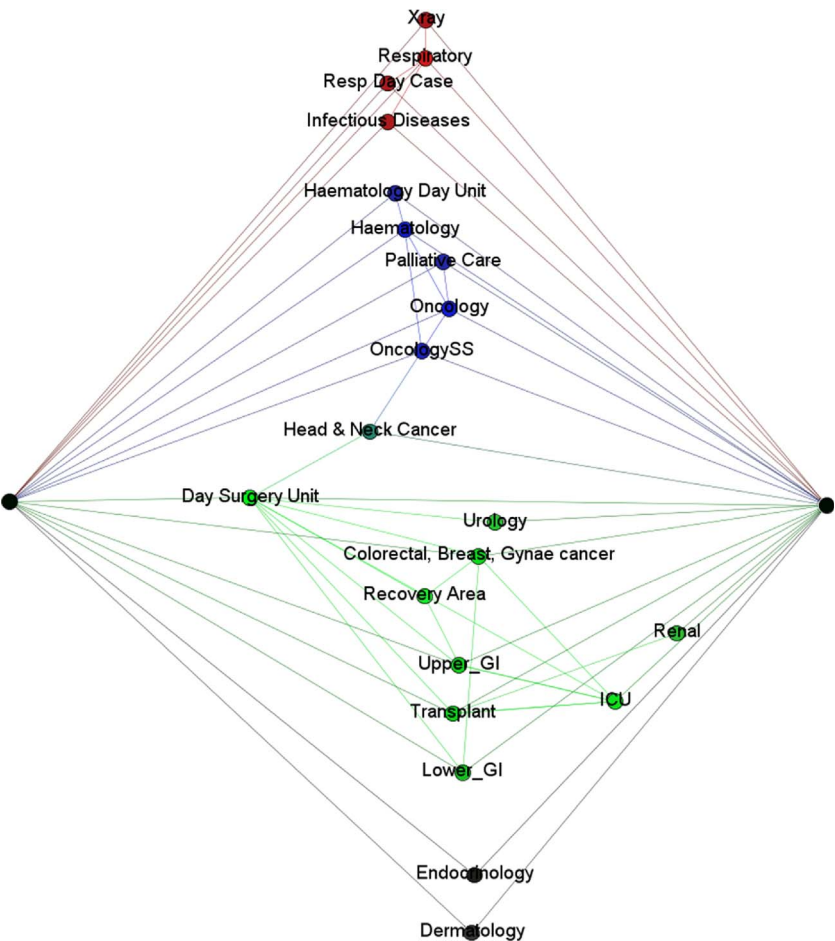 Xray
Respiratory
Resp Day Case
Infectious Diseases
Haematology Day Unit
Haematology
Palliative Care
Oncology
OncologySS
Head & Neck Cancer
Day Surgery Unit
Urology
Colorectal, Breast, Gynae cancer
Recovery Area
Renal
Upper_GI
ICU
Transplant
Lower_GI
Endocrinology
Dermatology